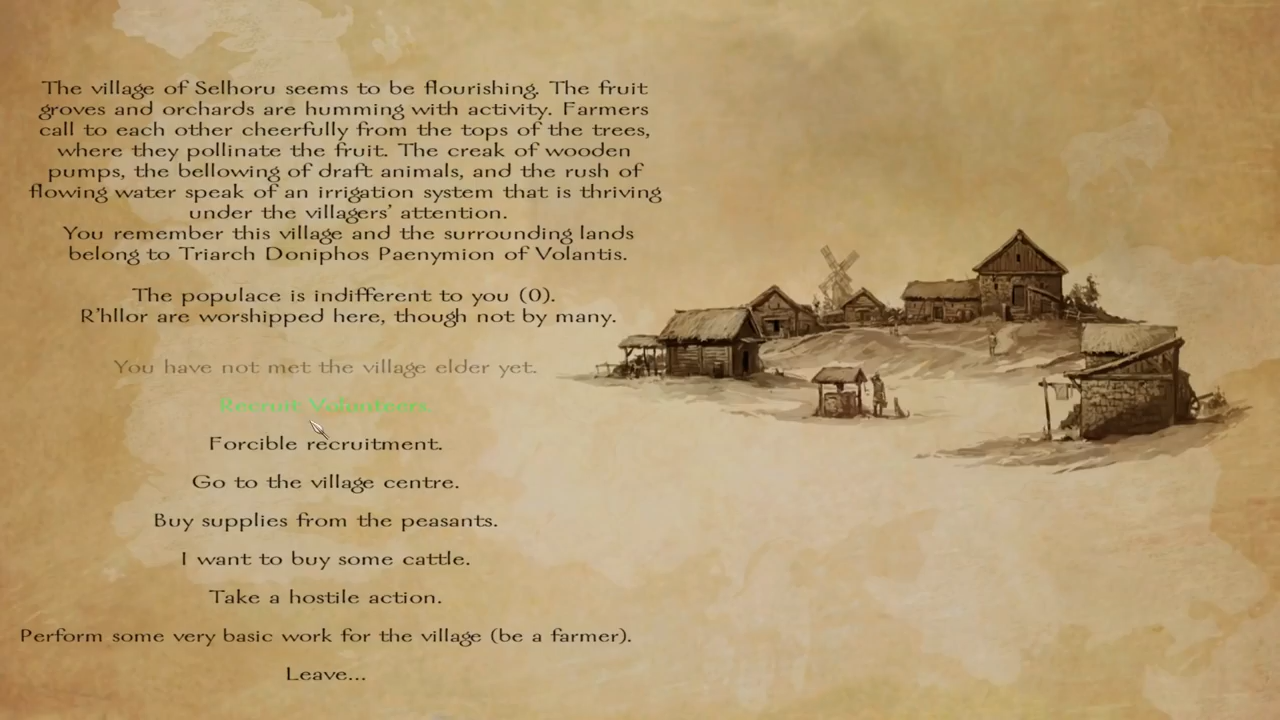 The village of Selhoru seems to be flourishing. The fruit
groves and orchards are humming with activity. Farmers
call to each other cheerfully from the tops of the trees,
where they pollinate the fruit. The creak of wooden
pumps, the bellowing of draft animals, and the rush of
flowing water speak of an irrigation system that is thriving
under the villagers' attention.
You remember this village and the surrounding lands
belong to Triarch Doniphos Paenymion of Volantis.
The populace is indifferent to you (0).
R'hllor are worshipped here, though not by many.
You have not met the village elder yet.
Recruit Volunteers.
Forcible recruitment.
Go to the village centre.
Buy supplies from the peasants.
I want to buy some cattle.
Take a hostile action.
Perform some very basic work for the village (be a farmer).
Leave...